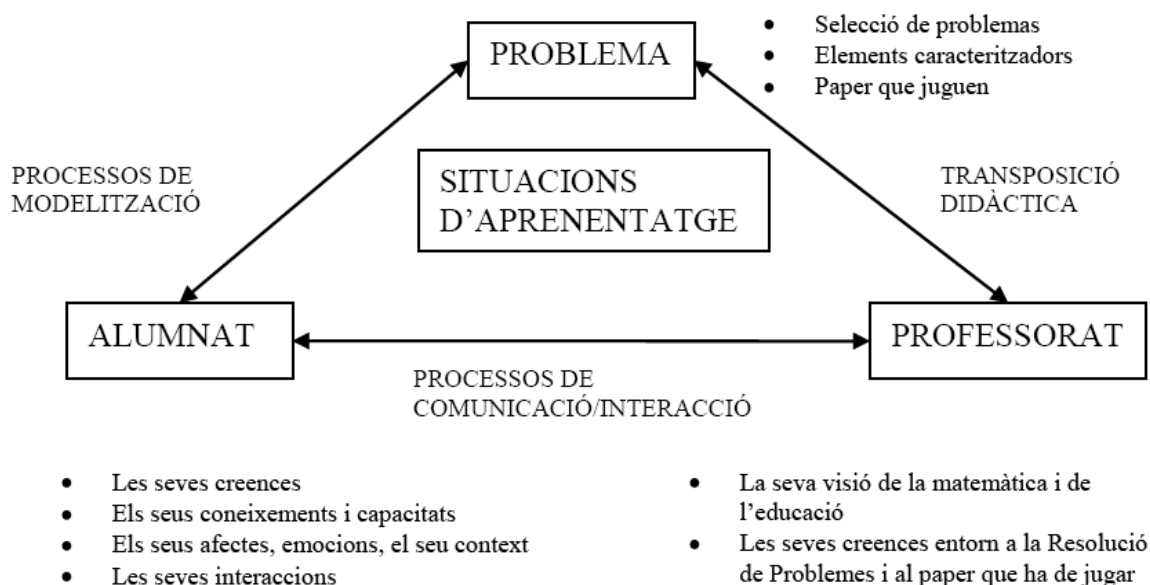 PROBLEMA
• Selecció de problemas
• Elements caracteritzadors
• Paper que juguen
PROCESSOS DE
MODELITZACIÓ
SITUACIONS
D'APRENENTATGE
TRANSPOSICIÓ
DIDÀCTICA
ALUMNAT
PROFESSORAT
PROCESSOS DE
COMUNICACIÓ/INTERACCIÓ
• Les seves creences
• Els seus coneixements i capacitats
• Els seus afectes, emocions, el seu context
• Les seves interaccions
• La seva visió de la matemàtica i de
l'educació
• Les seves creences entorn a la Resolució
de Problemes i al paper que ha de jugar